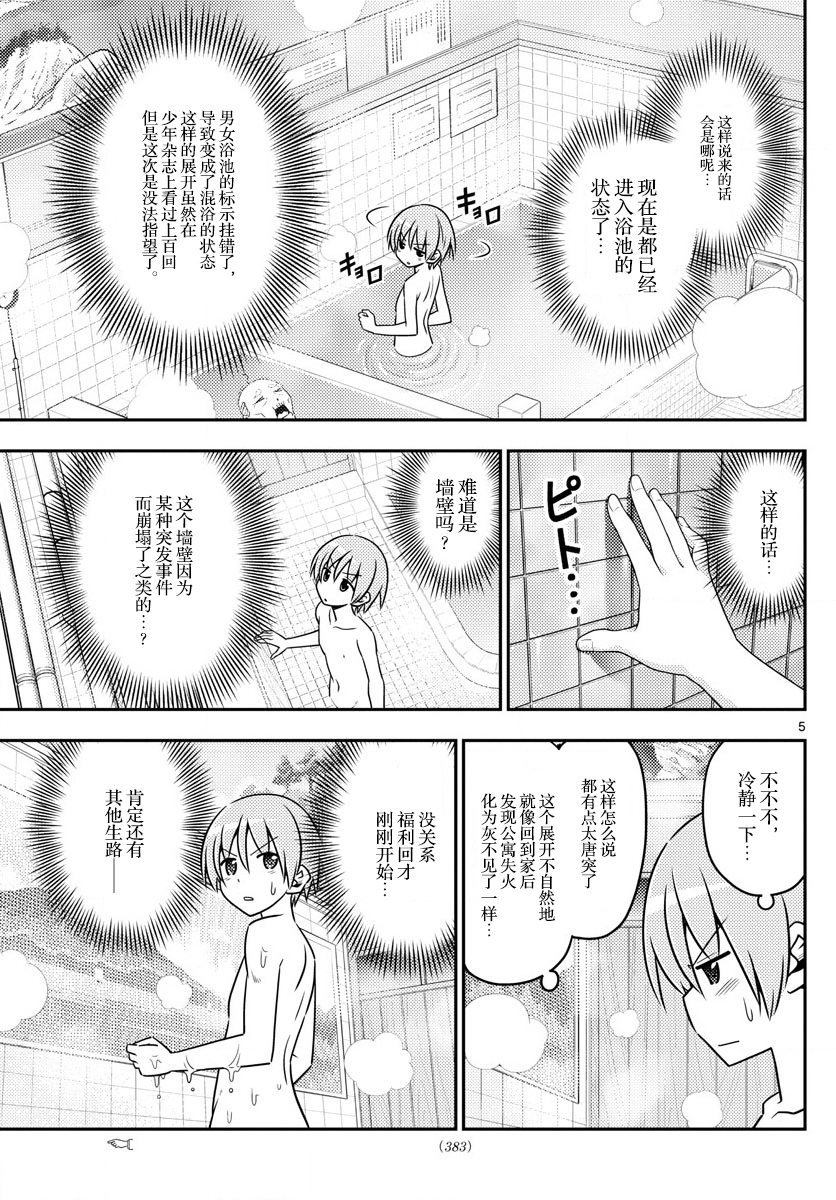 这样说来的话
会是哪呢…
现在是都已经
进入浴池的
状态了…
キョロ
キョロ
男女浴池的标示挂错了，
导致变成了混浴的状态
这样的展开虽然在
少年杂志上看过上百回
但是这次是没法指望了。
这样的话…
ピト…
难道是
墙壁吗？
这个墙壁因为
某种突发事件
而崩塌了之类的…？
5
不不不，
冷静一下…
这样怎么说
都有点太唐突了
这个展开不自然地
就像回到家后
发现公寓失火
化为灰不见了一样…
没关系
福利回才
刚刚开始…
肯定还有
其他生路
——
(383)